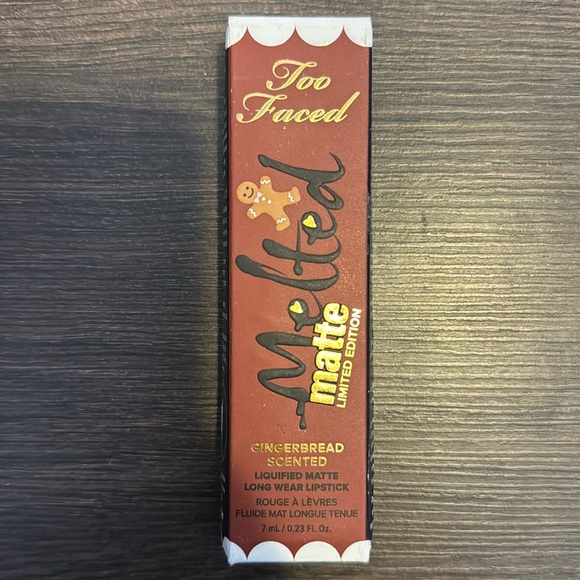 Too
Faced
Melted
matte
LIMITED EDITION
GINGERBREAD
SCENTED
LIQUIFIED MATTE
LONG WEAR LIPSTICK
ROUGE À LÈVRES
FLUIDE MAT LONGUE TENUE
7 mL / 0.23 Fl. Oz.